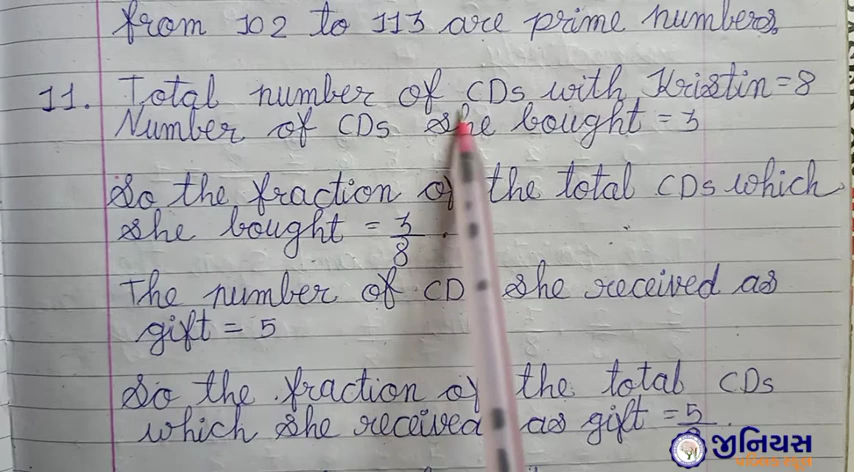 from 102 to 113 are prime numbers.
11. Total number of CDs with Kristin = 8
Number of CDs she bought = 3
So the fraction of the total CDs which
she bought = 3/8.
The number of CD she received as
gift = 5
So the fraction of the total CDs
which she received as gift = 5
જીનિયસ